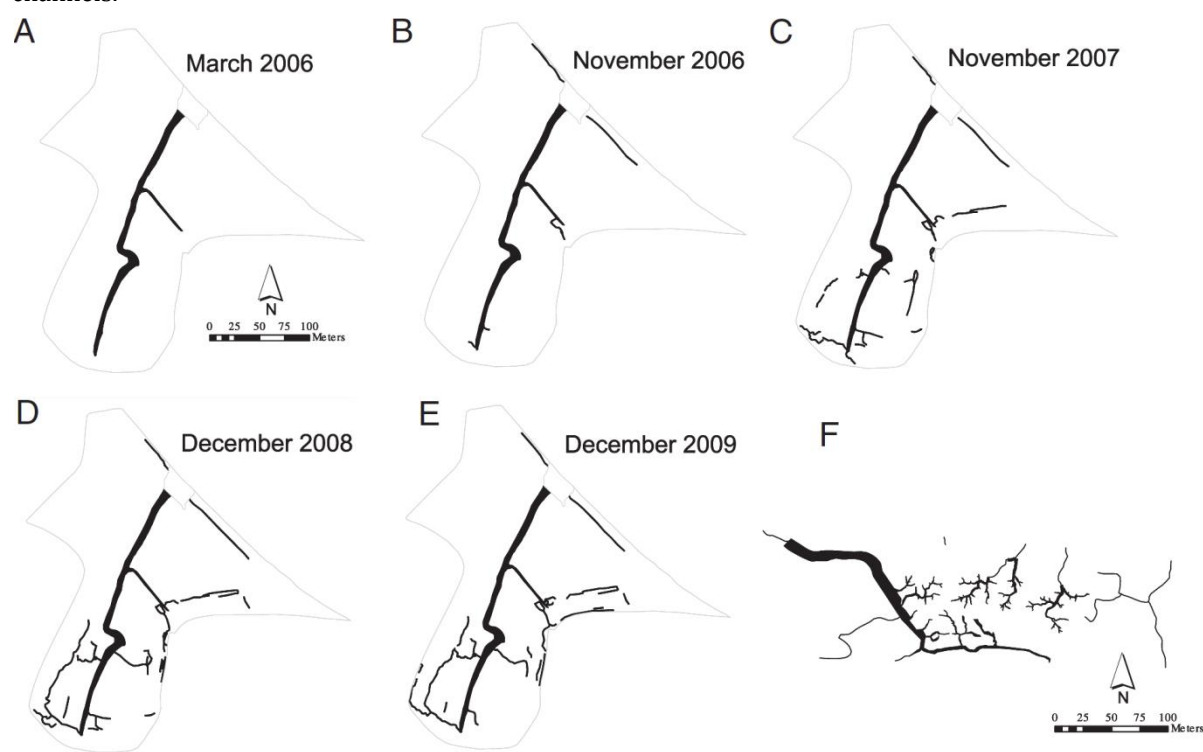 channels.
A
March 2006
N
0 25 50 75 100
Meters
B
November 2006
C
November 2007
D
December 2008
E
December 2009
F
N
0 25 50 75 100
Meters